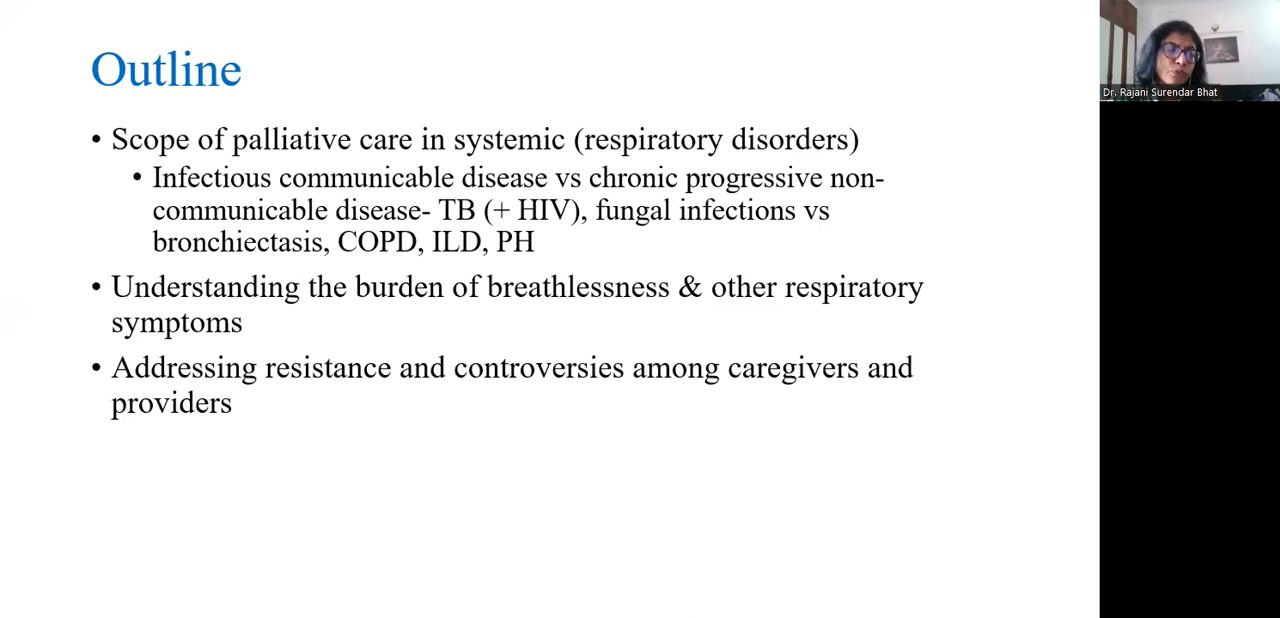 Outline
• Scope of palliative care in systemic (respiratory disorders)
• Infectious communicable disease vs chronic progressive non-
communicable disease- TB (+ HIV), fungal infections vs
bronchiectasis, COPD, ILD, PH
• Understanding the burden of breathlessness & other respiratory
symptoms
• Addressing resistance and controversies among caregivers and
providers
Dr. Rajani Surendar Bhat